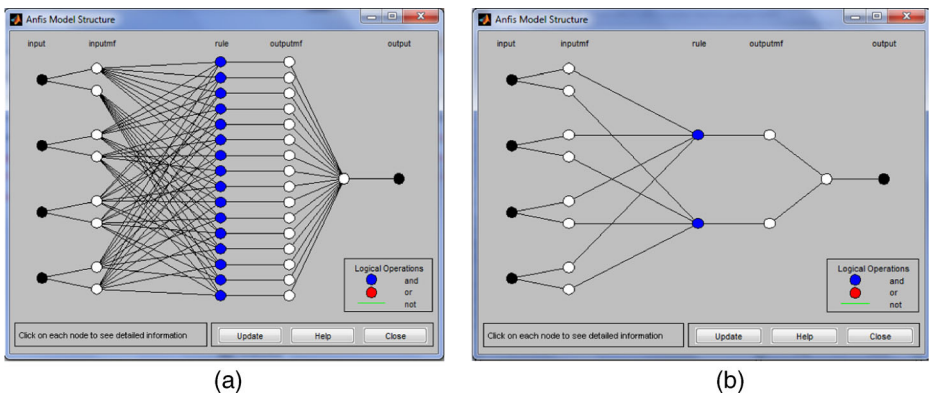 Anfis Model Structure
input inputmf rule outputmf output
Logical Operations
and
or
not
Click on each node to see detailed information
Update Help Close
(a)
Anfis Model Structure
input inputmf rule outputmf output
Logical Operations
and
or
not
Click on each node to see detailed information
Update Help Close
(b)